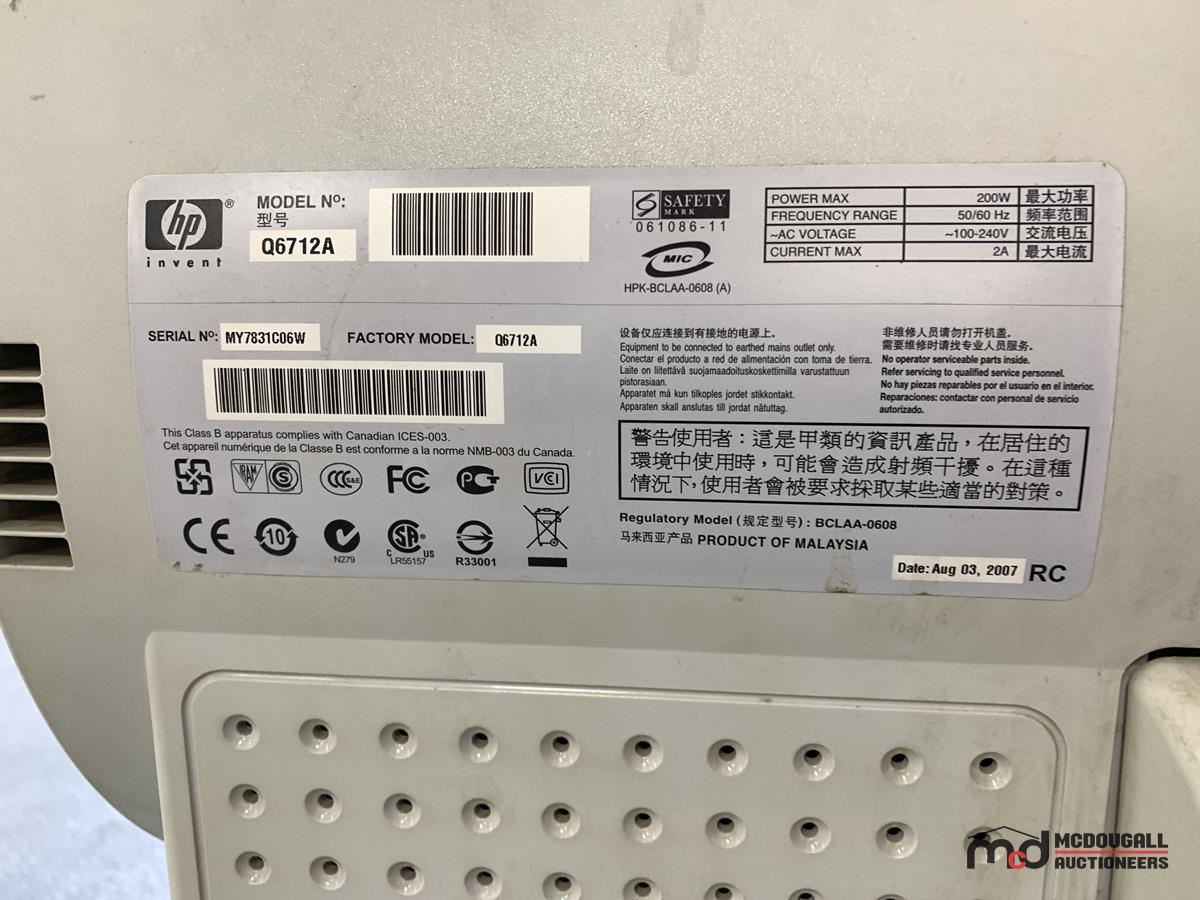 hp ®
invent
MODEL Nº:
型号
Q6712A
SAFETY
MARK
061086-11
MIC
HPK-BCLAA-0608 (A)
POWER MAX 200W 最大功率
FREQUENCY RANGE 50/60 Hz 频率范围
~AC VOLTAGE ~100-240V 交流电压
CURRENT MAX 2A 最大电流
SERIAL Nº: MY7831C06W FACTORY MODEL: Q6712A
设备仅应连接到有接地的电源上。
Equipment to be connected to earthed mains outlet only.
Conectar el producto a red de alimentación con toma de tierra.
Laite on liitettävä suojamaadoituskoskettimilla varustattuun
pistorasiaan.
Apparatet må kun tilkoples jordet stikkontakt.
Apparaten skall anslutas till jordat nätuttag.
非维修人员请勿打开机盖。
需要维修时请找专业人员服务。
No operator serviceable parts inside.
Refer servicing to qualified service personnel.
No hay piezas reparables por el usuario en el interior.
Reparaciones: contactar con personal de servicio
autorizado.
This Class B apparatus complies with Canadian ICES-003.
Cet appareil numérique de la Classe B est conforme a la norme NMB-003 du Canada.
警告使用者：這是甲類的資訊產品，在居住的
環境中使用時，可能會造成射頻干擾。在這種
情況下，使用者會被要求採取某些適當的對策。
IRAM S CCC S&E FC PCT VCI
CE 10 N279 C SA® C US LR55157 R33001
Regulatory Model (规定型号) : BCLAA-0608
马来西亚产品 PRODUCT OF MALAYSIA
Date: Aug 03, 2007 RC
mcd MCDOUGALL
AUCTIONEERS